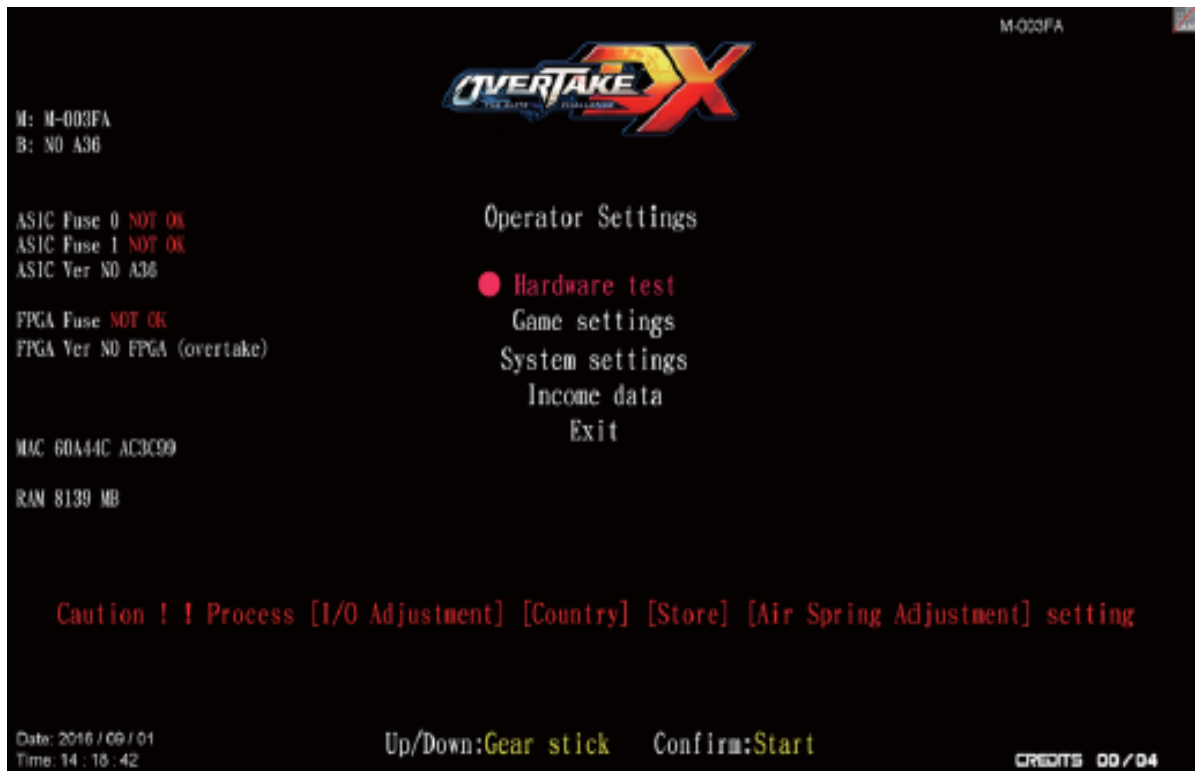 M-003FA
OVERTAKE DX
M: M-003FA
B: NO A36
ASIC Fuse 0 NOT OK
ASIC Fuse 1 NOT OK
ASIC Ver NO A36
FPGA Fuse NOT OK
FPGA Ver NO FPGA (overtake)
MAC 60A44C AC3C99
RAM 8139 MB
Operator Settings
Hardware test
Game settings
System settings
Income data
Exit
Caution ! ! Process [I/O Adjustment] [Country] [Store] [Air Spring Adjustment] setting
Date: 2016 / 09 / 01
Time: 14 : 18 : 42
Up/Down:Gear stick Confirm:Start
CREDITS 00/04